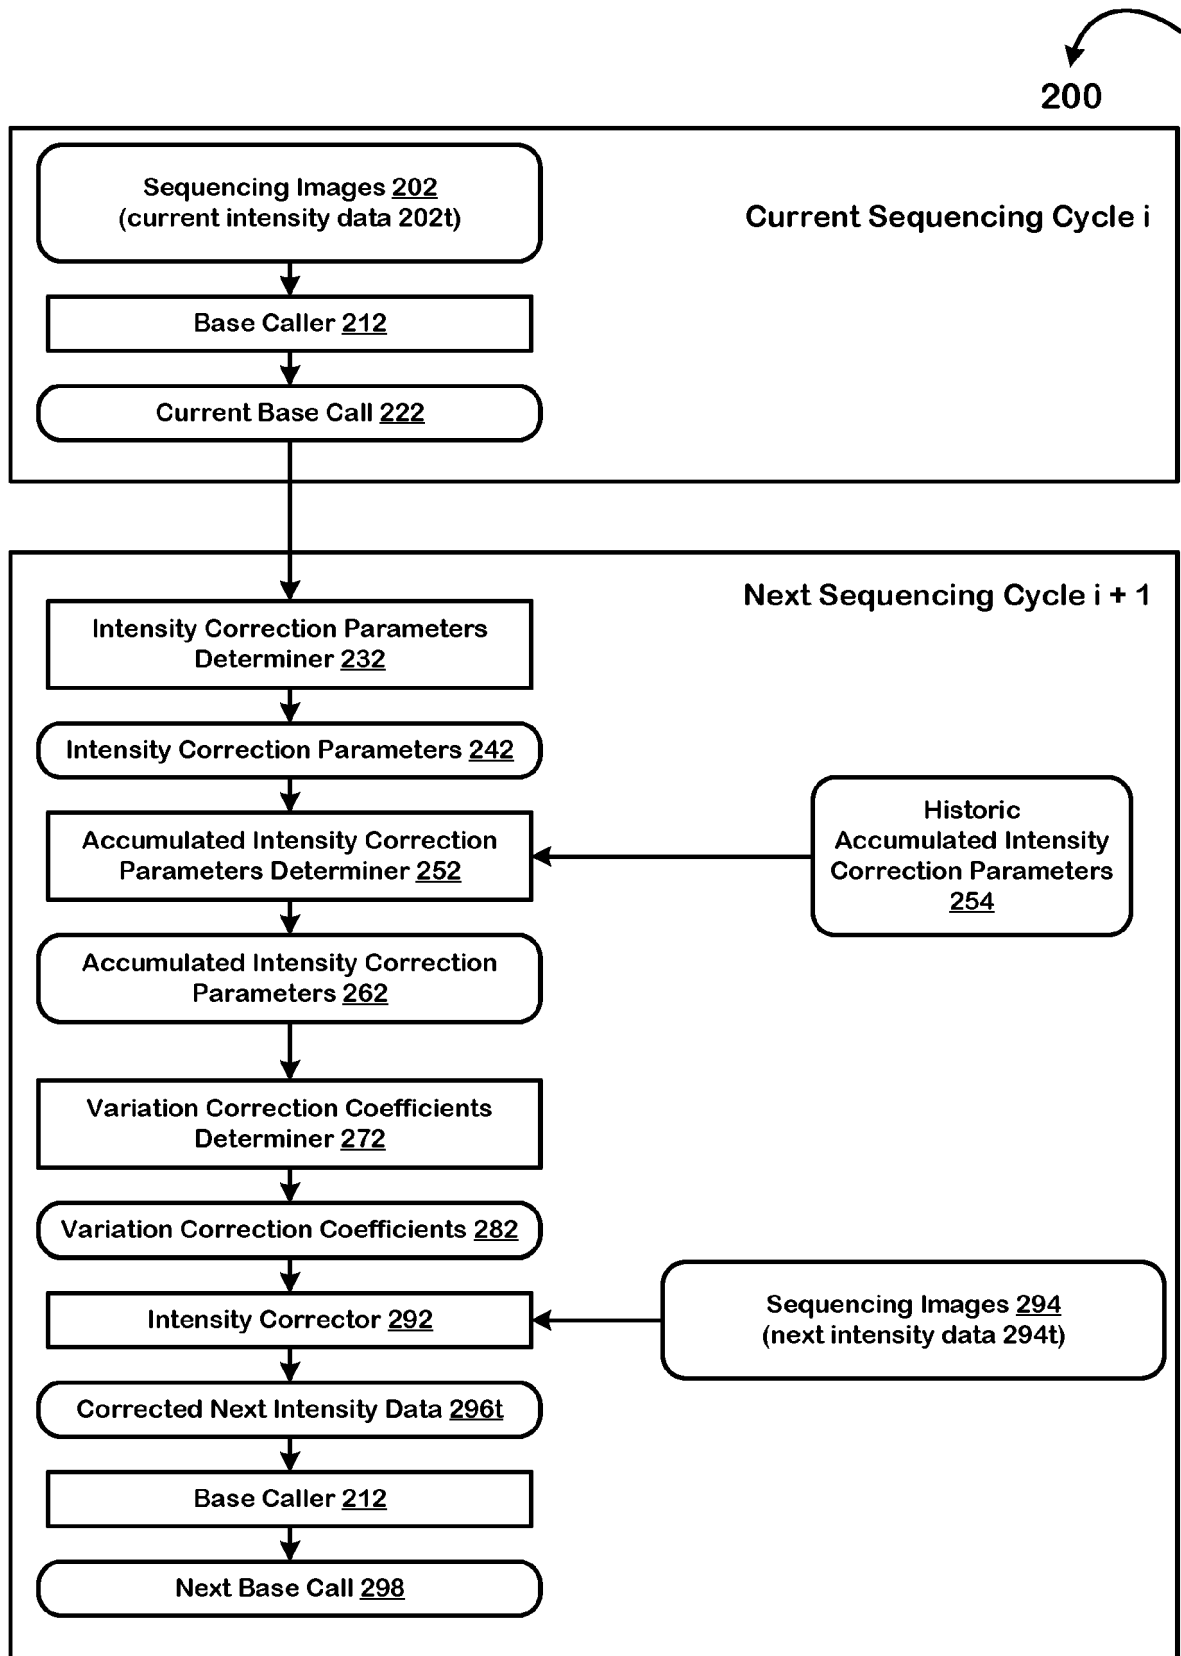 200
Sequencing Images 202
(current intensity data 202t)
Current Sequencing Cycle i
Base Caller 212
Current Base Call 222
Next Sequencing Cycle i + 1
Intensity Correction Parameters
Determiner 232
Intensity Correction Parameters 242
Accumulated Intensity Correction
Parameters Determiner 252
Historic
Accumulated Intensity
Correction Parameters
254
Accumulated Intensity Correction
Parameters 262
Variation Correction Coefficients
Determiner 272
Variation Correction Coefficients 282
Intensity Corrector 292
Sequencing Images 294
(next intensity data 294t)
Corrected Next Intensity Data 296t
Base Caller 212
Next Base Call 298